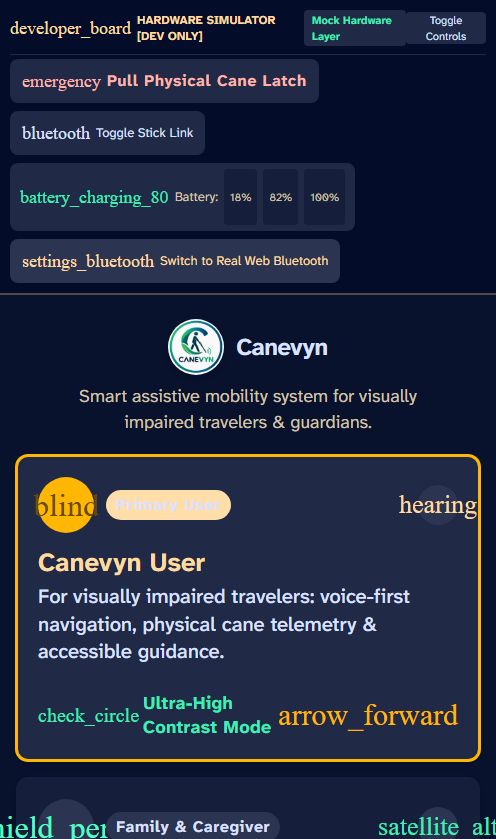 developer_board HARDWARE SIMULATOR [DEV ONLY] Mock Hardware Layer Toggle Controls
emergency Pull Physical Cane Latch
bluetooth Toggle Stick Link
battery_charging_80 Battery: 18% 82% 100%
settings_bluetooth Switch to Real Web Bluetooth
CANEVYN
Canevyn
Smart assistive mobility system for visually
impaired travelers & guardians.
blind Primary User hearing
Canevyn User
For visually impaired travelers: voice-first
navigation, physical cane telemetry &
accessible guidance.
check_circle Ultra-High Contrast Mode arrow_forward
Family & Caregiver